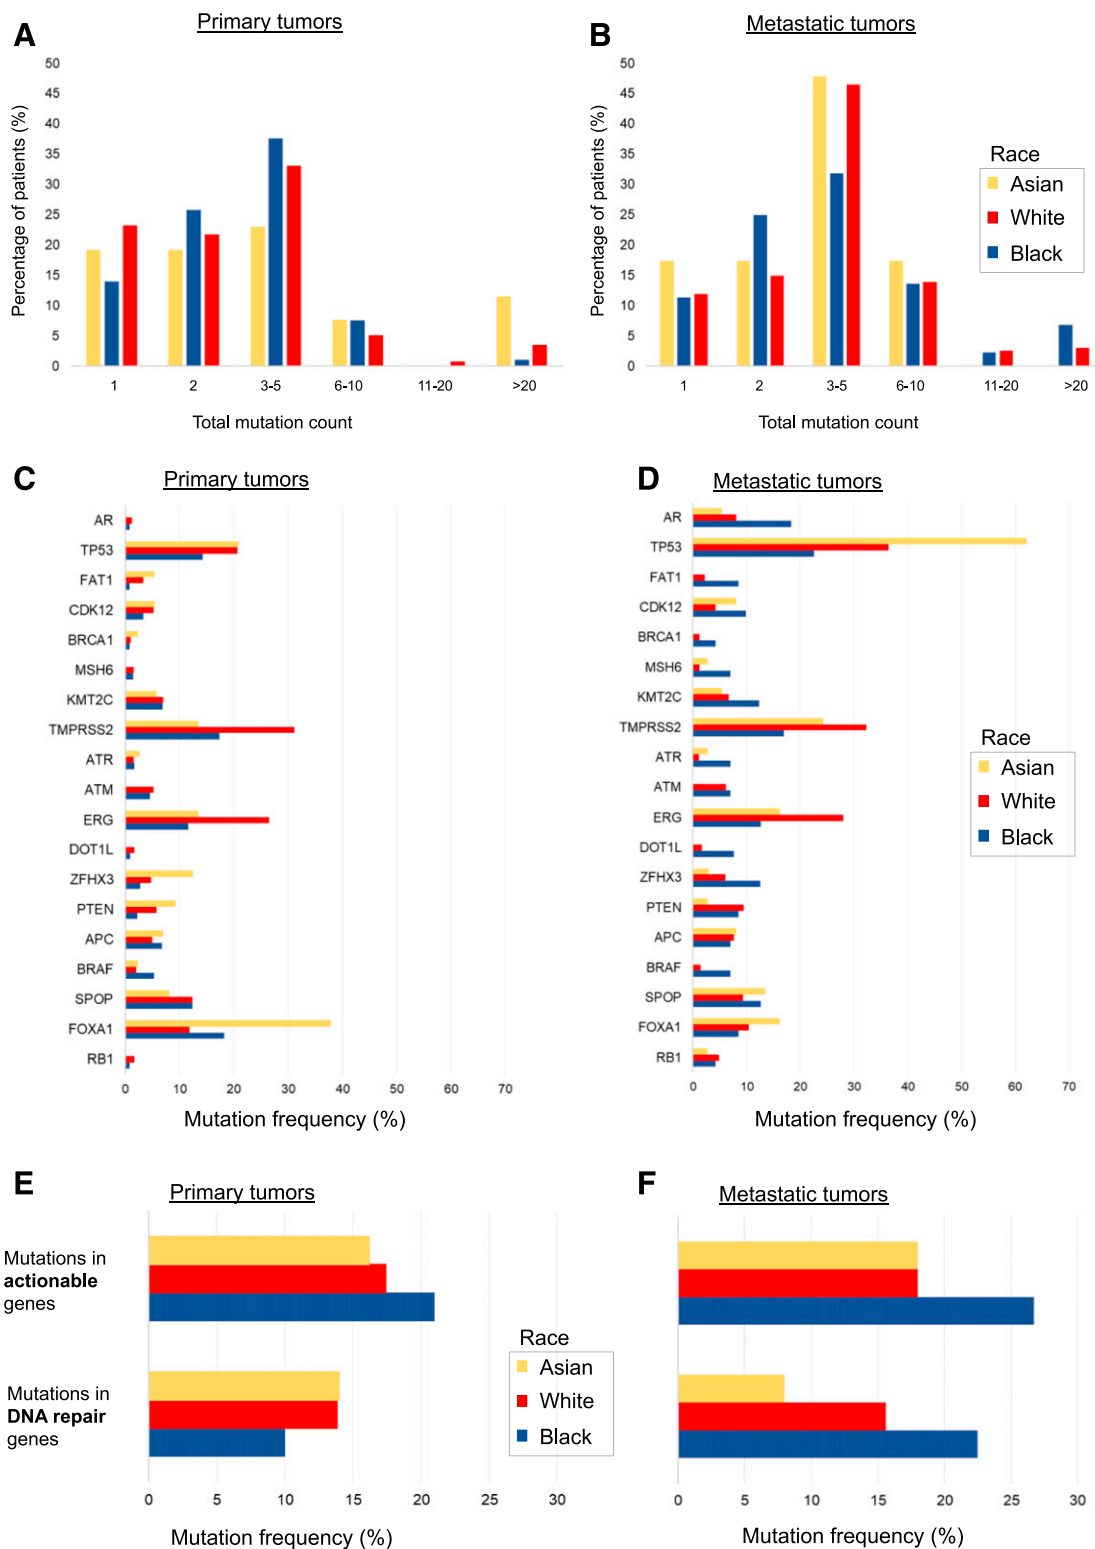 A
Primary tumors
Percentage of patients (%)
50
45
40
35
30
25
20
15
10
5
0
1 2 3-5 6-10 11-20 >20
Total mutation count
B
Metastatic tumors
Percentage of patients (%)
50
45
40
35
30
25
20
15
10
5
0
1 2 3-5 6-10 11-20 >20
Total mutation count
Race
Asian
White
Black
C
Primary tumors
AR
TP53
FAT1
CDK12
BRCA1
MSH6
KMT2C
TMPRSS2
ATR
ATM
ERG
DOT1L
ZFHX3
PTEN
APC
BRAF
SPOP
FOXA1
RB1
0 10 20 30 40 50 60 70
Mutation frequency (%)
D
Metastatic tumors
AR
TP53
FAT1
CDK12
BRCA1
MSH6
KMT2C
TMPRSS2
ATR
ATM
ERG
DOT1L
ZFHX3
PTEN
APC
BRAF
SPOP
FOXA1
RB1
0 10 20 30 40 50 60 70
Mutation frequency (%)
Race
Asian
White
Black
E
Primary tumors
Mutations in
actionable
genes
Mutations in
DNA repair
genes
0 5 10 15 20 25 30
Mutation frequency (%)
Race
Asian
White
Black
F
Metastatic tumors
0 5 10 15 20 25 30
Mutation frequency (%)